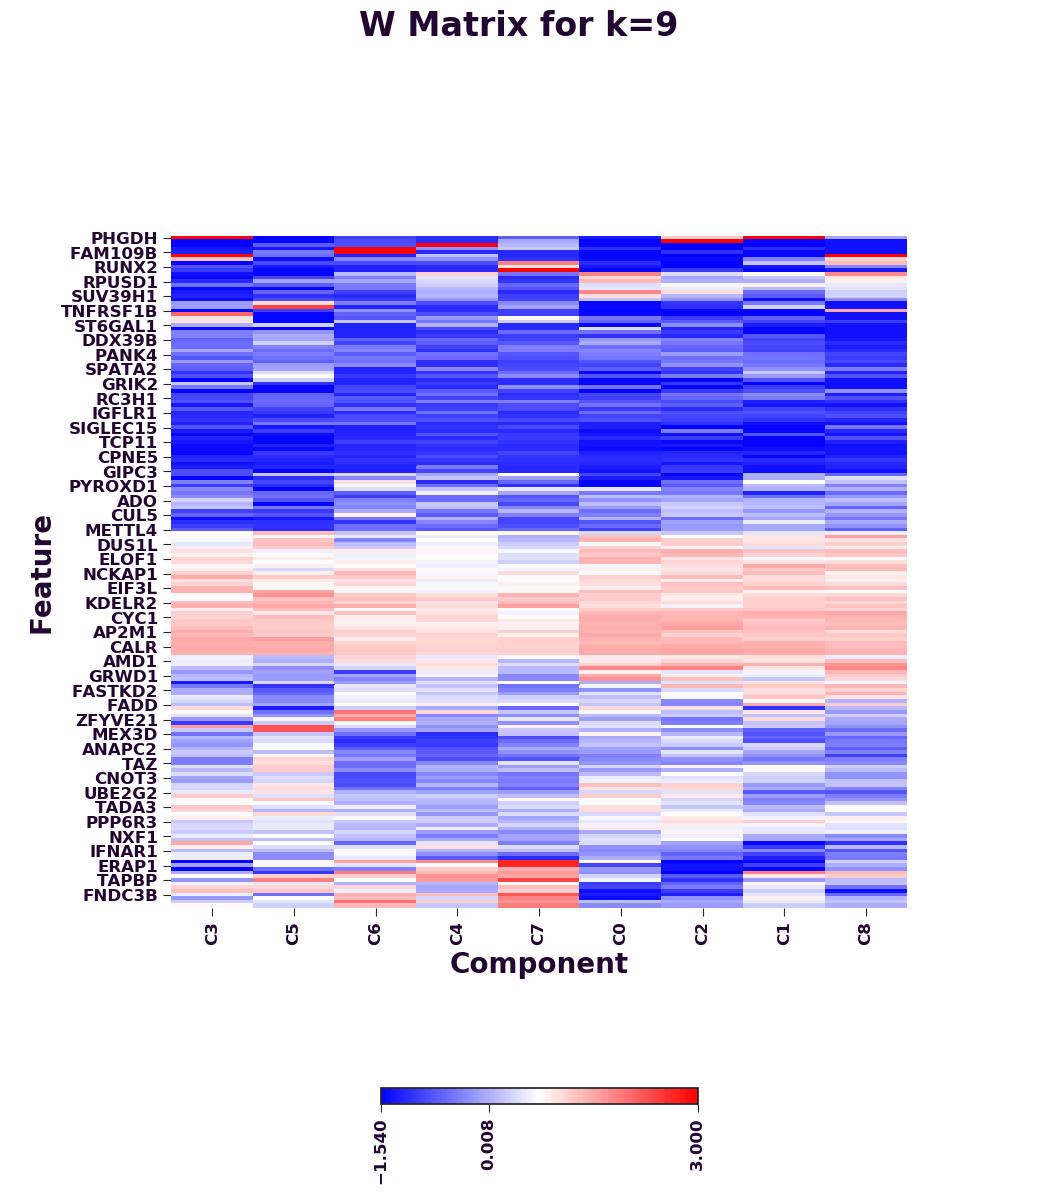 W Matrix for k=9
PHGDH
FAM109B
RUNX2
RPUSD1
SUV39H1
TNFRSF1B
ST6GAL1
DDX39B
PANK4
SPATA2
GRIK2
RC3H1
IGFLR1
SIGLEC15
TCP11
CPNE5
GIPC3
PYROXD1
ADO
CUL5
METTL4
DUS1L
ELOF1
NCKAP1
EIF3L
KDELR2
CYC1
AP2M1
CALR
AMD1
GRWD1
FASTKD2
FADD
ZFYVE21
MEX3D
ANAPC2
TAZ
CNOT3
UBE2G2
TADA3
PPP6R3
NXF1
IFNAR1
ERAP1
TAPBP
FNDC3B
Feature
C3 C5 C6 C4 C7 C0 C2 C1 C8
Component
−1.540 0.008 3.000